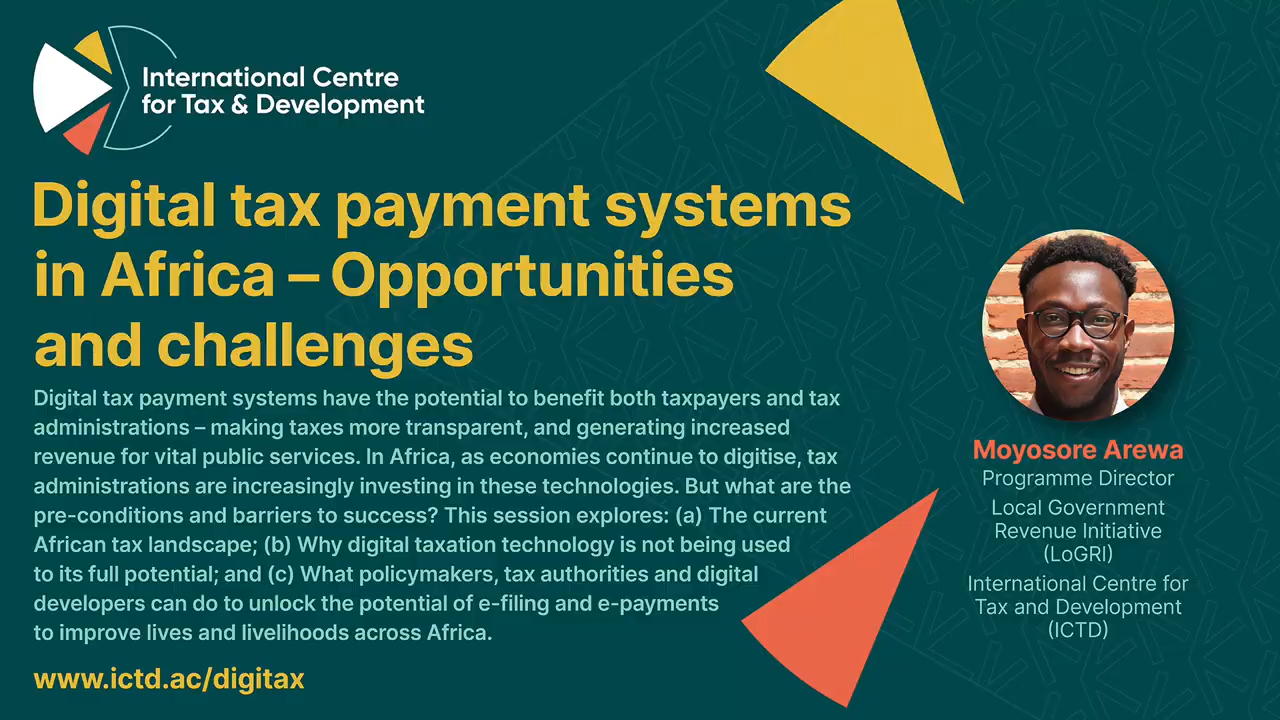 International Centre
for Tax & Development
Digital tax payment systems
in Africa – Opportunities
and challenges
Digital tax payment systems have the potential to benefit both taxpayers and tax
administrations – making taxes more transparent, and generating increased
revenue for vital public services. In Africa, as economies continue to digitise, tax
administrations are increasingly investing in these technologies. But what are the
pre-conditions and barriers to success? This session explores: (a) The current
African tax landscape; (b) Why digital taxation technology is not being used
to its full potential; and (c) What policymakers, tax authorities and digital
developers can do to unlock the potential of e-filing and e-payments
to improve lives and livelihoods across Africa.
www.ictd.ac/digitax
Moyosore Arewa
Programme Director
Local Government
Revenue Initiative
(LoGRI)
International Centre for
Tax and Development
(ICTD)